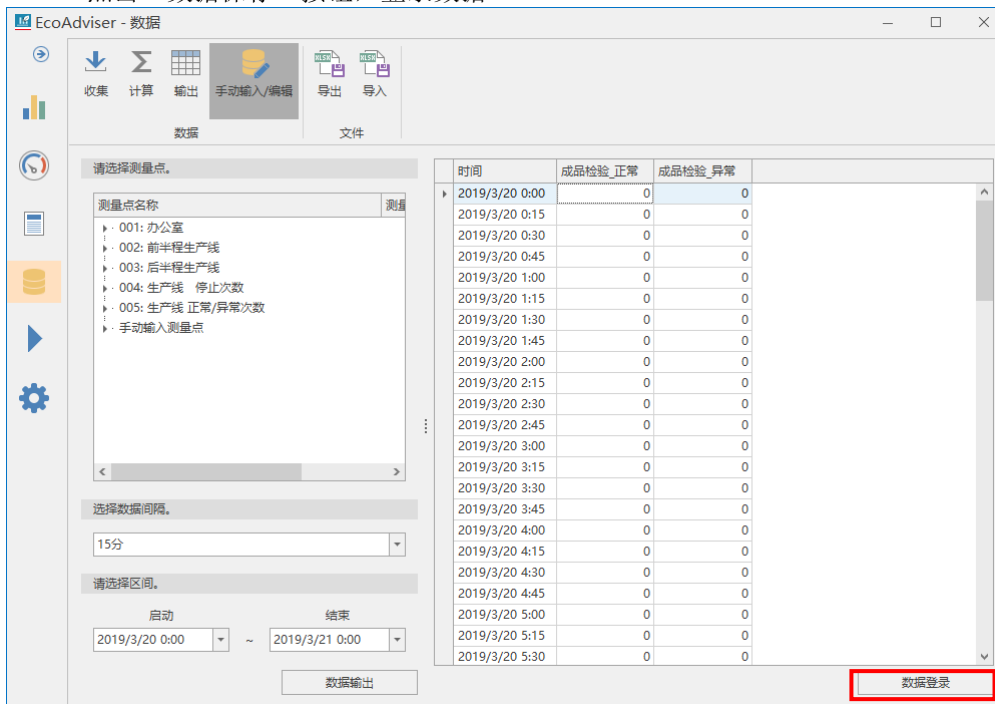 EcoAdviser - 数据
收集 计算 输出 手动输入/编辑 导出 导入
数据 文件
请选择测量点。
测量点名称 测量
001: 办公室
002: 前半程生产线
003: 后半程生产线
004: 生产线 停止次数
005: 生产线 正常/异常次数
手动输入测量点
选择数据间隔。
15分
请选择区间。
启动 结束
2019/3/20 0:00 ~ 2019/3/21 0:00
数据输出
时间 成品检验_正常 成品检验_异常
2019/3/20 0:00 0 0
2019/3/20 0:15 0 0
2019/3/20 0:30 0 0
2019/3/20 0:45 0 0
2019/3/20 1:00 0 0
2019/3/20 1:15 0 0
2019/3/20 1:30 0 0
2019/3/20 1:45 0 0
2019/3/20 2:00 0 0
2019/3/20 2:15 0 0
2019/3/20 2:30 0 0
2019/3/20 2:45 0 0
2019/3/20 3:00 0 0
2019/3/20 3:15 0 0
2019/3/20 3:30 0 0
2019/3/20 3:45 0 0
2019/3/20 4:00 0 0
2019/3/20 4:15 0 0
2019/3/20 4:30 0 0
2019/3/20 4:45 0 0
2019/3/20 5:00 0 0
2019/3/20 5:15 0 0
2019/3/20 5:30 0 0
数据登录